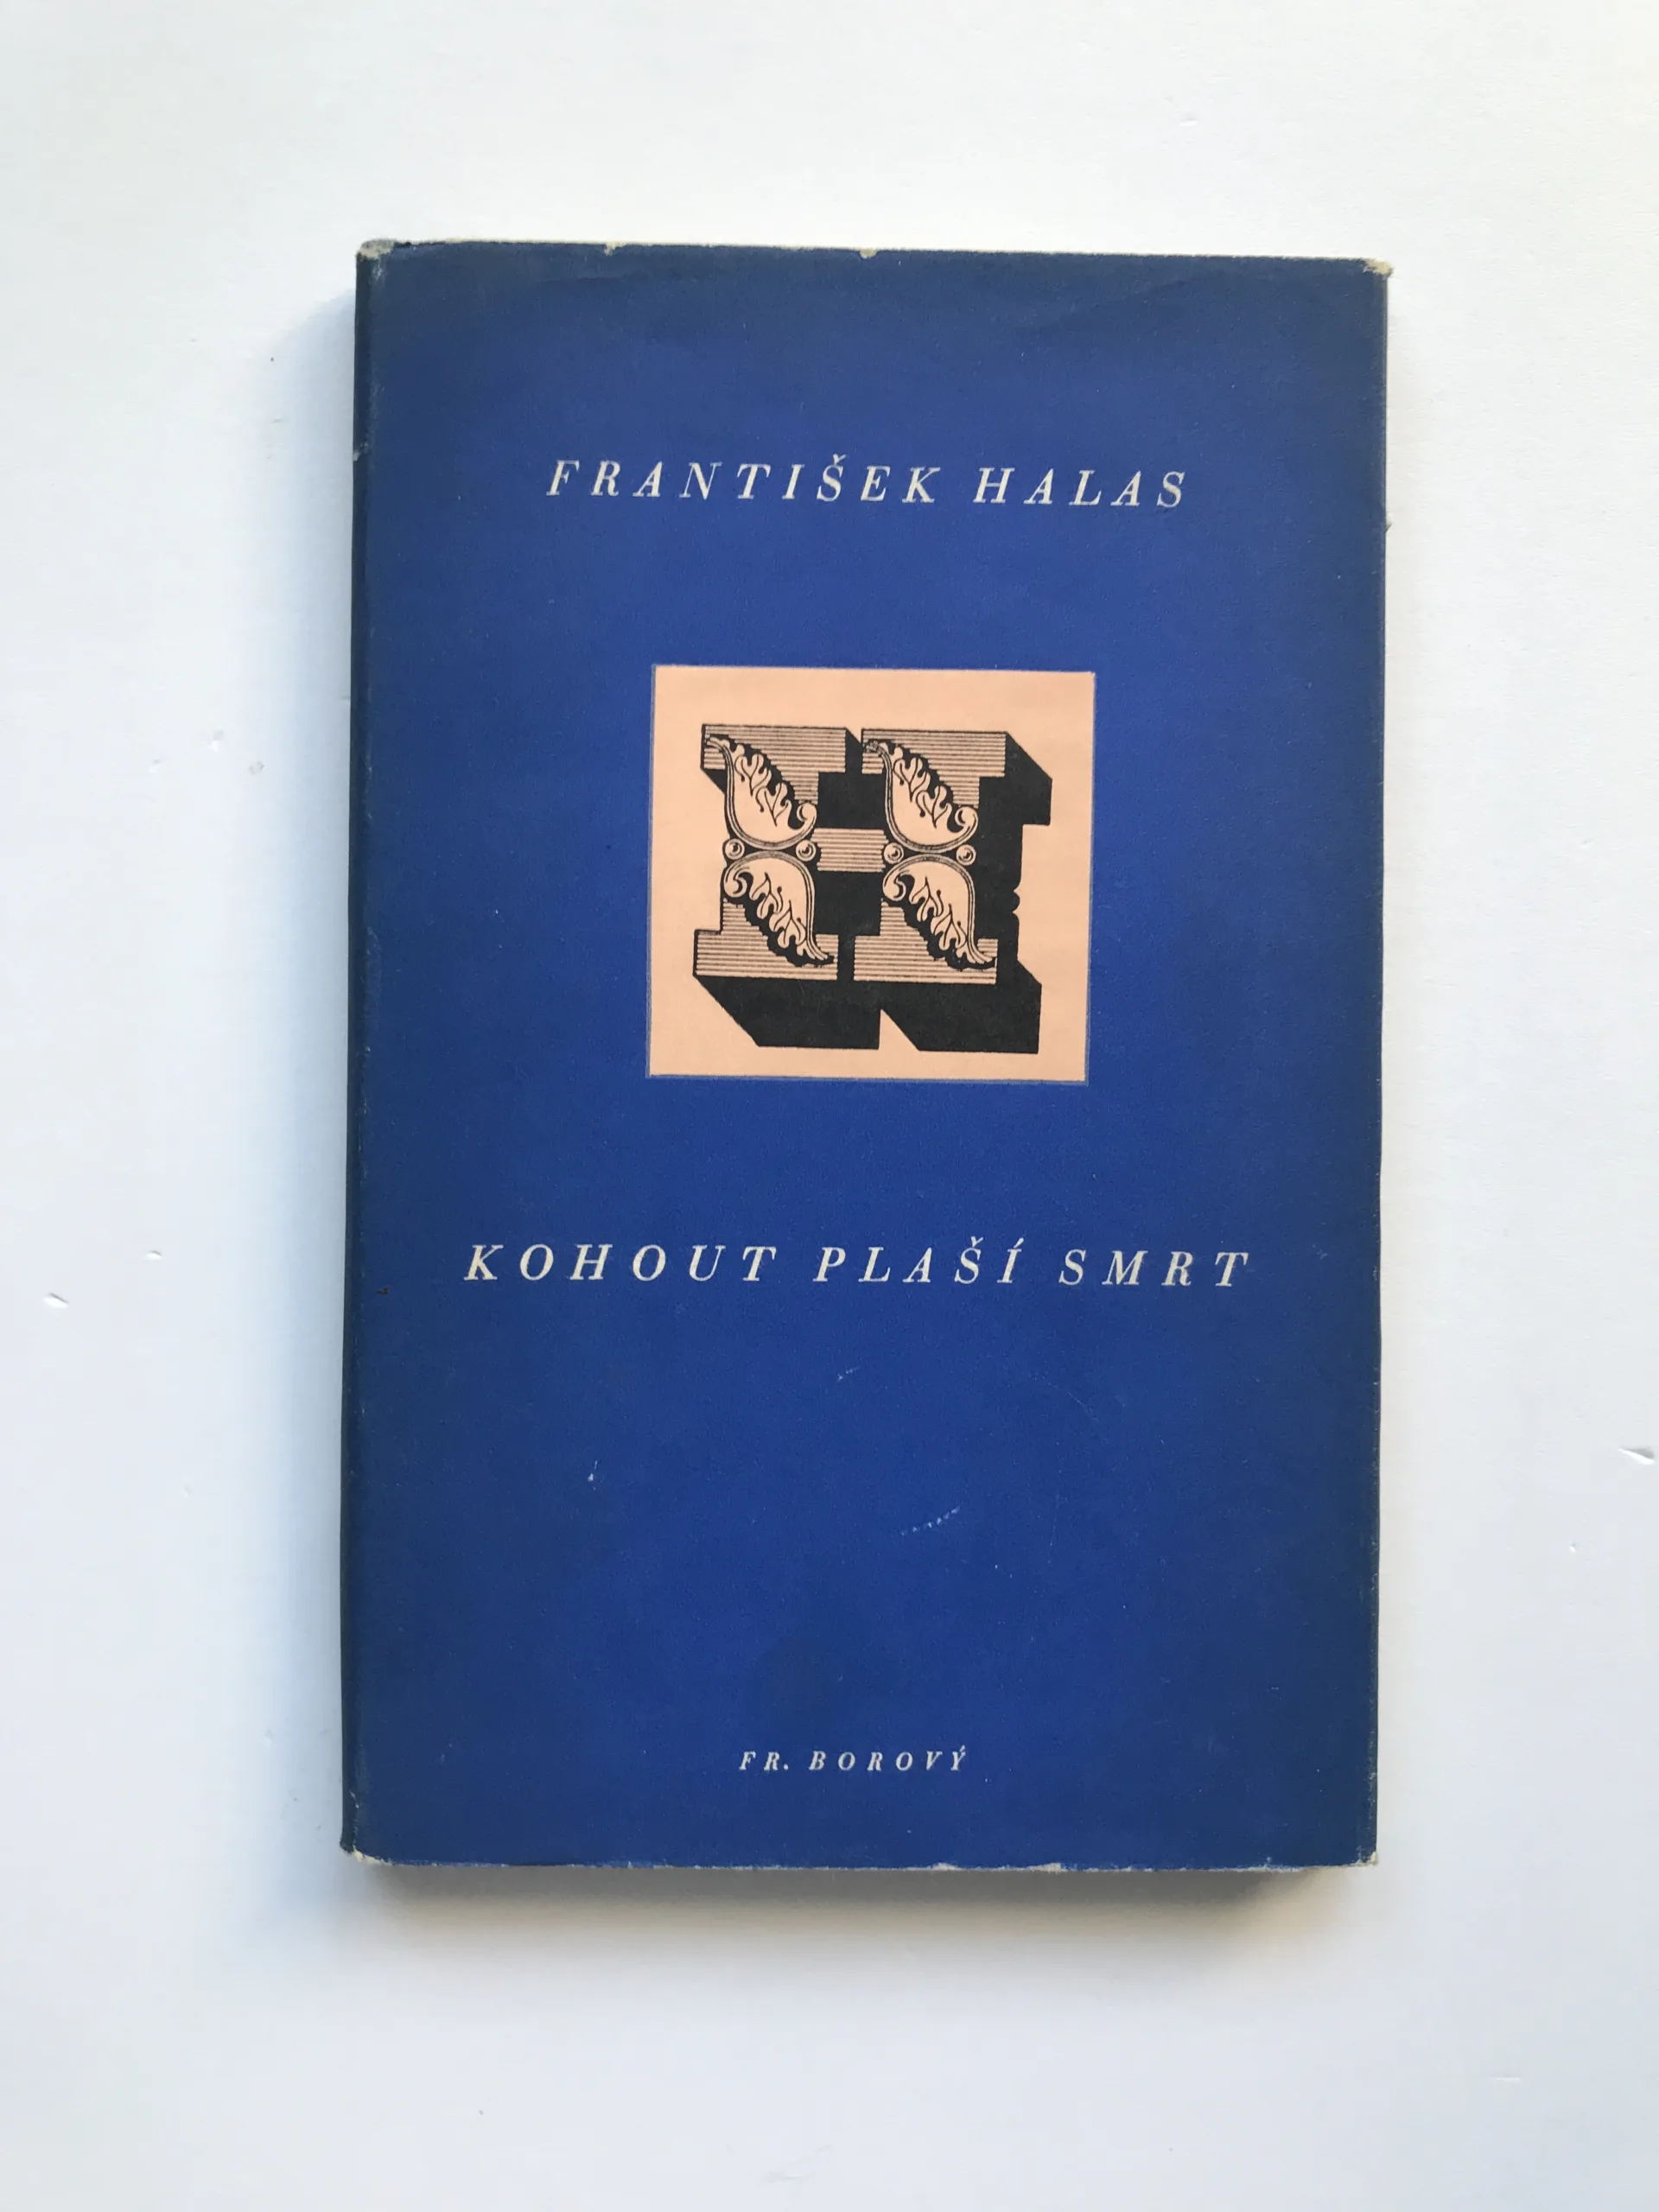 FRANTIŠEK HALAS
H
KOHOUT PLAŠÍ SMRT
FR. BOROVÝ